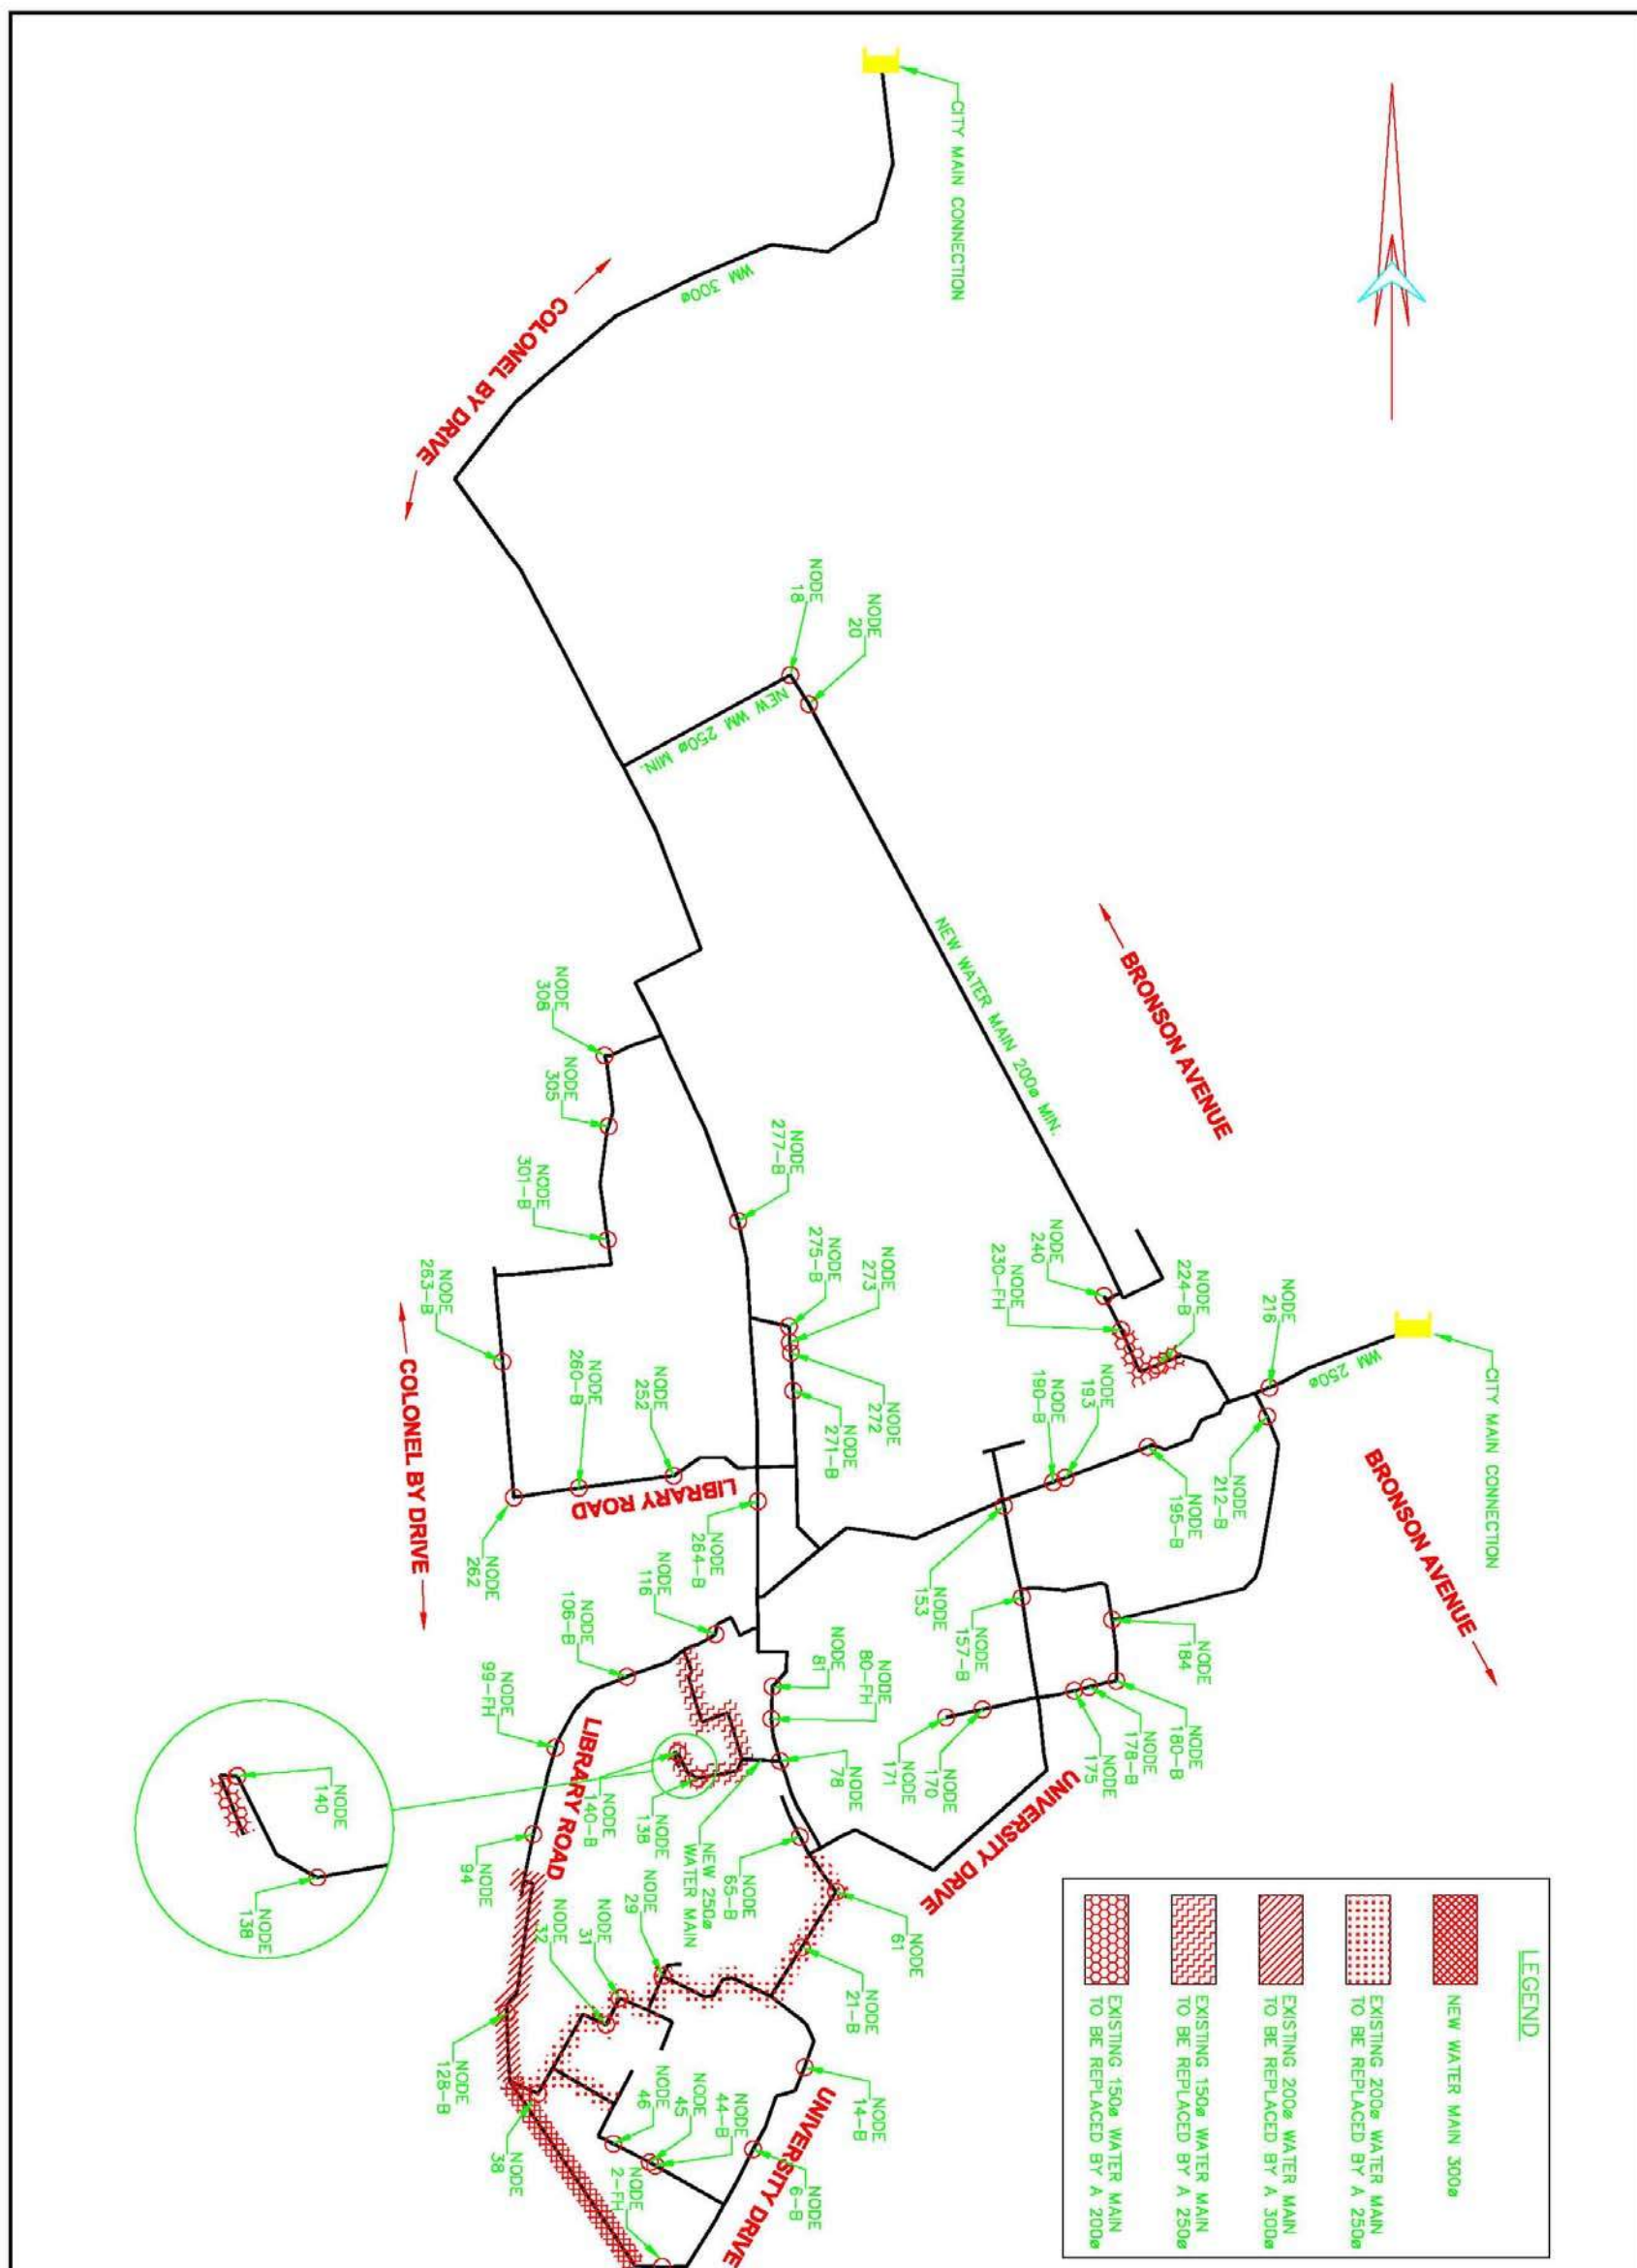 CITY MAIN CONNECTION
WM 300ø
COLONEL BY DRIVE
NODE
18
NODE
20
NEW WM 250ø MIN.
NEW WATER MAIN 200ø MIN.
BRONSON AVENUE
NODE
308
NODE
305
NODE
301-B
NODE
277-B
NODE
275-B
NODE
273
NODE
272
NODE
271-B
NODE
240
NODE
230-FH
NODE
224-B
NODE
216
WM 250ø
CITY MAIN CONNECTION
BRONSON AVENUE
NODE
263-B
NODE
260-B
NODE
252
NODE
190-B
NODE
193
NODE
195-B
NODE
212-B
COLONEL BY DRIVE
LIBRARY ROAD
NODE
262
NODE
264-B
NODE
116
NODE
106-B
NODE
99-FH
NODE
153
NODE
157-B
NODE
184
NODE
81
NODE
80-FH
NODE
78
NODE
171
NODE
170
NODE
175
NODE
178-B
NODE
180-B
LIBRARY ROAD
NODE
140-B
NODE
138
NEW 250ø
WATER MAIN
UNIVERSITY DRIVE
NODE
140
NODE
138
NODE
94
NODE
32
NODE
31
NODE
29
NODE
65-B
NODE
61
NODE
21-B
NODE
14-B
NODE
128-B
NODE
38
NODE
46
NODE
45
NODE
44-B
NODE
2-FH
NODE
6-B
UNIVERSITY DRIVE
LEGEND
NEW WATER MAIN 300ø
EXISTING 200ø WATER MAIN
TO BE REPLACED BY A 250ø
EXISTING 200ø WATER MAIN
TO BE REPLACED BY A 300ø
EXISTING 150ø WATER MAIN
TO BE REPLACED BY A 250ø
EXISTING 150ø WATER MAIN
TO BE REPLACED BY A 200ø